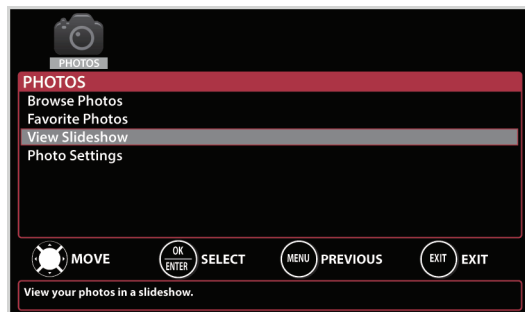 PHOTOS
PHOTOS
Browse Photos
Favorite Photos
View Slideshow
Photo Settings
MOVE OK ENTER SELECT MENU PREVIOUS EXIT EXIT
View your photos in a slideshow.